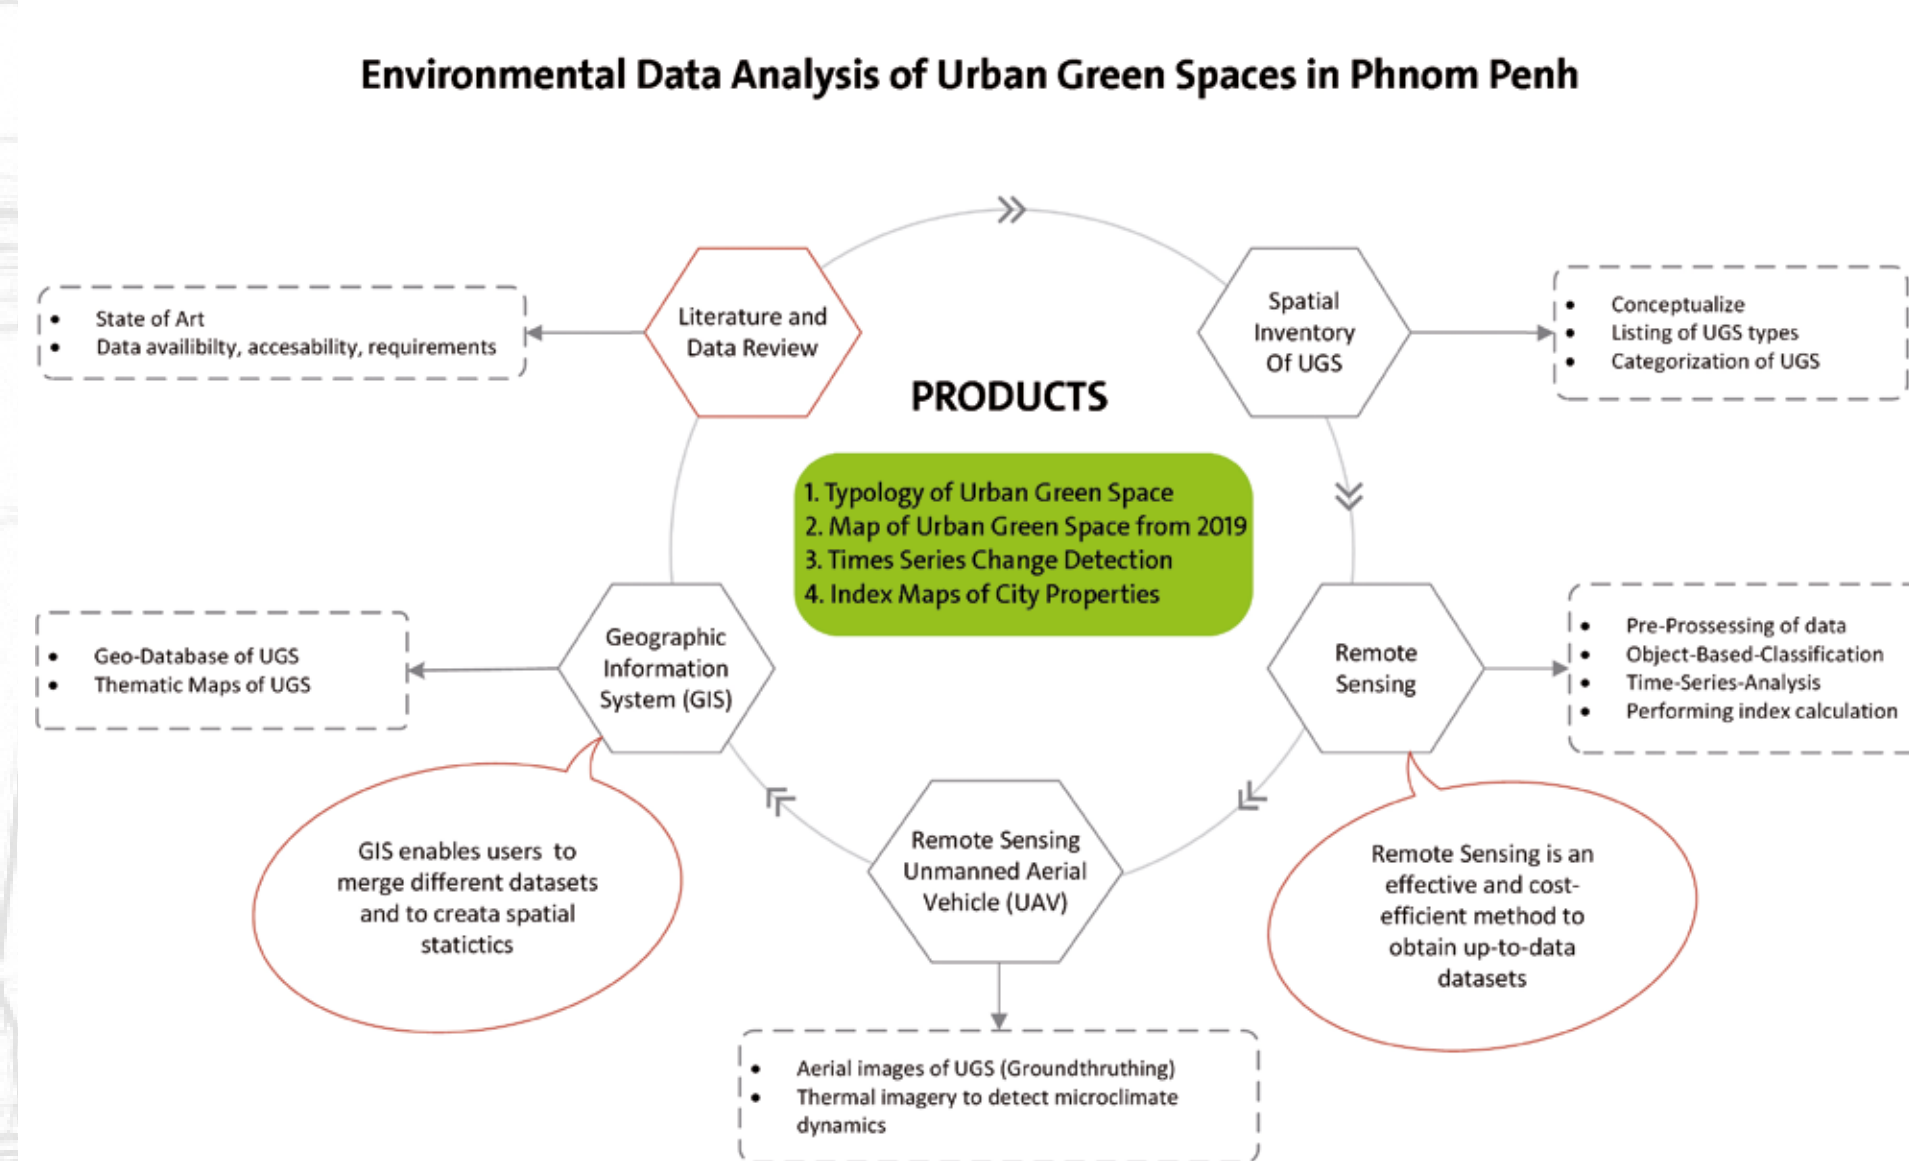 Environmental Data Analysis of Urban Green Spaces in Phnom Penh
Literature and
Data Review
• State of Art
• Data availibilty, accesability, requirements
Spatial
Inventory
Of UGS
• Conceptualize
• Listing of UGS types
• Categorization of UGS
PRODUCTS
1. Typology of Urban Green Space
2. Map of Urban Green Space from 2019
3. Times Series Change Detection
4. Index Maps of City Properties
Remote
Sensing
• Pre-Prossessing of data
• Object-Based-Classification
• Time-Series-Analysis
• Performing index calculation
Remote Sensing is an
effective and cost-
efficient method to
obtain up-to-data
datasets
Remote Sensing
Unmanned Aerial
Vehicle (UAV)
• Aerial images of UGS (Groundthruthing)
• Thermal imagery to detect microclimate
dynamics
Geographic
Information
System (GIS)
• Geo-Database of UGS
• Thematic Maps of UGS
GIS enables users to
merge different datasets
and to creata spatial
statictics